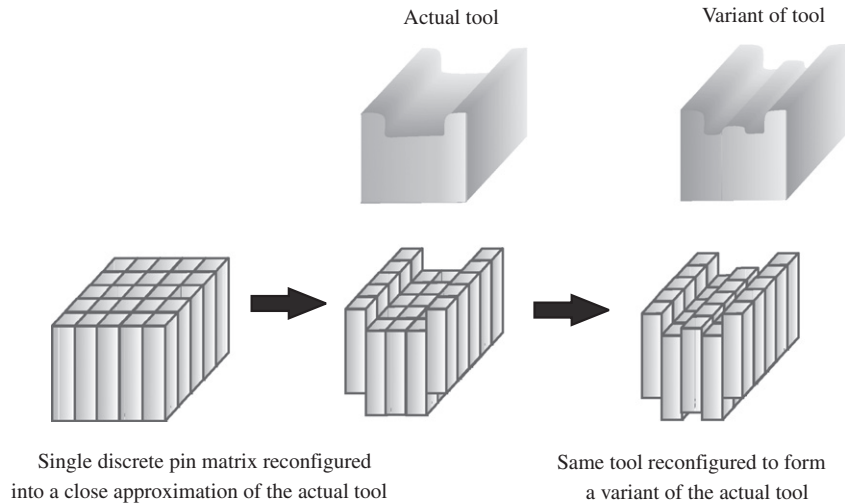 Actual tool
Variant of tool
Single discrete pin matrix reconfigured
into a close approximation of the actual tool
Same tool reconfigured to form
a variant of the actual tool